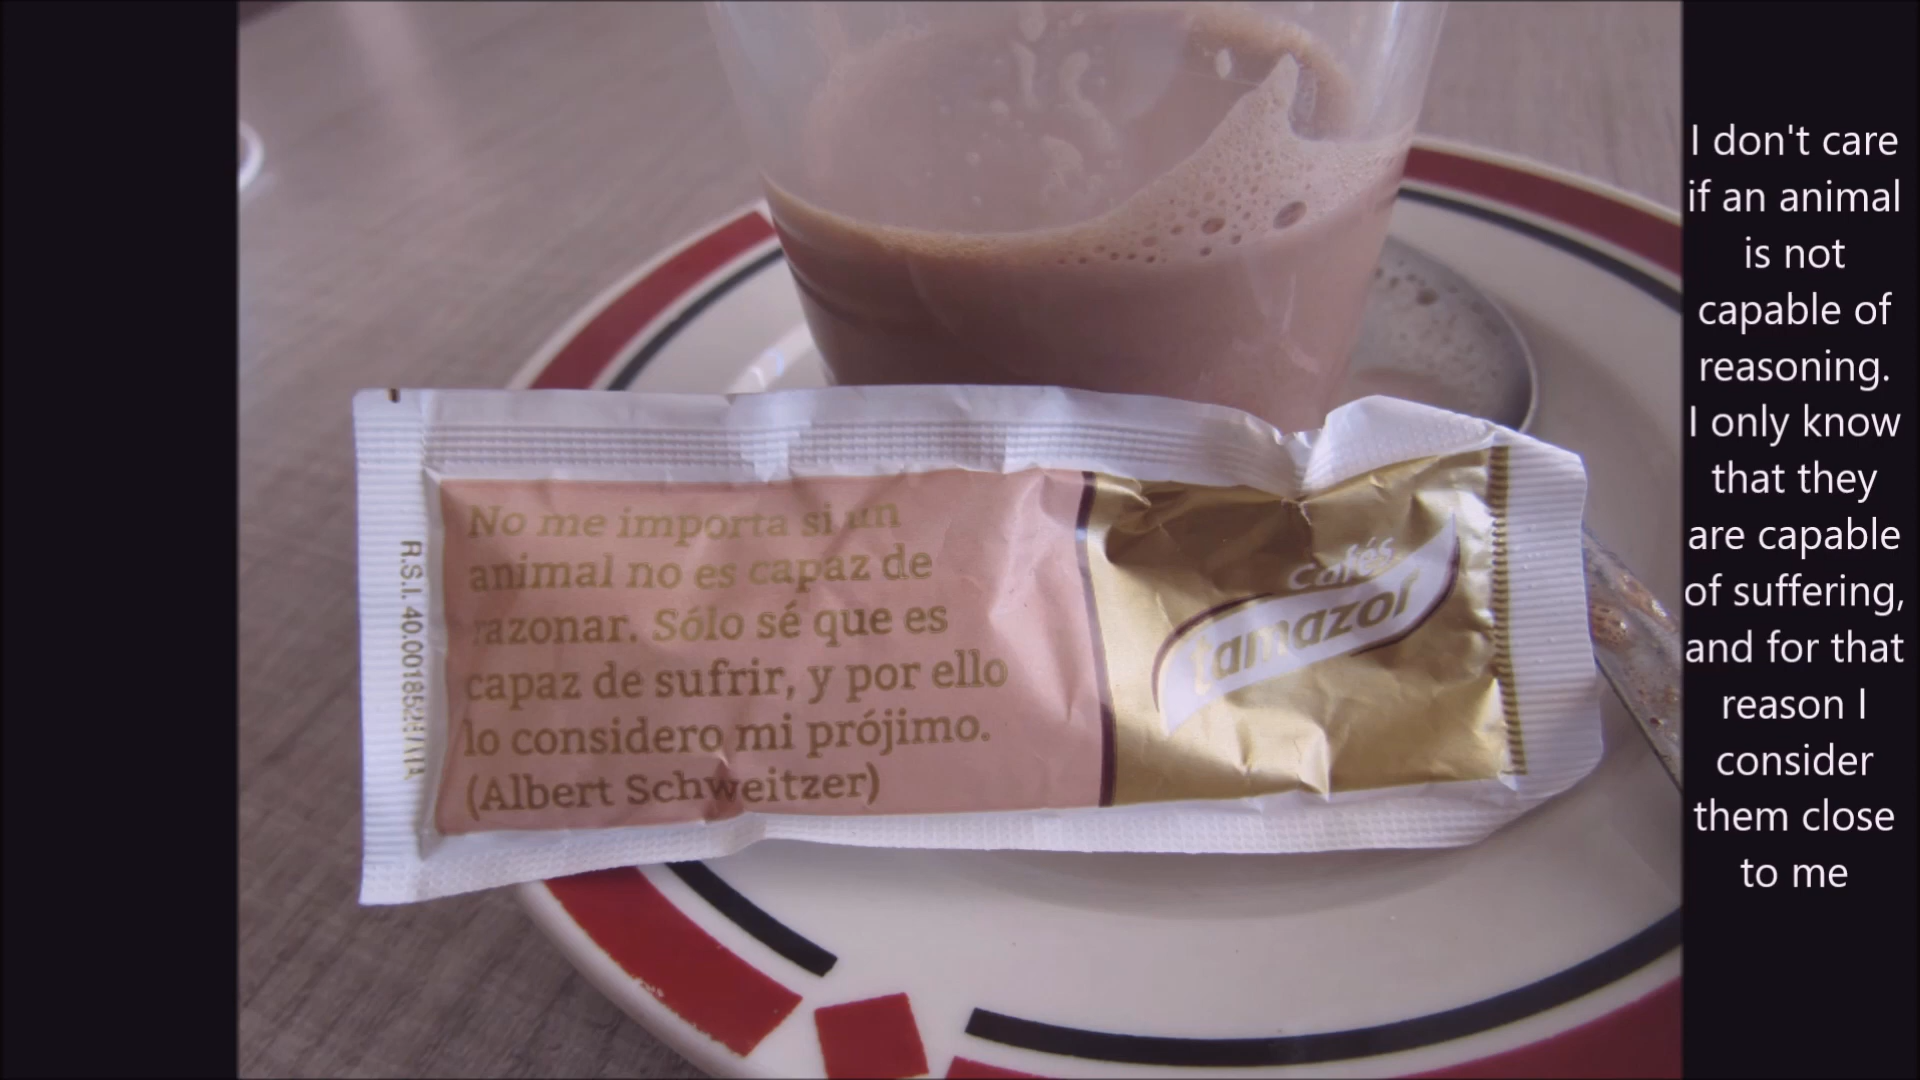 No me importa si un
animal no es capaz de
razonar. Sólo sé que es
capaz de sufrir, y por ello
lo considero mi prójimo.
(Albert Schweitzer)
Cafés
tamazor
I don't care
if an animal
is not
capable of
reasoning.
I only know
that they
are capable
of suffering,
and for that
reason I
consider
them close
to me